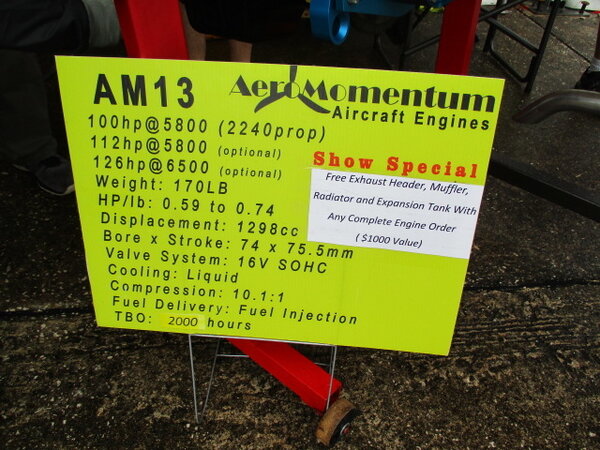 AM13
AeroMomentum
Aircraft Engines
100hp@5800 (2240prop)
112hp@5800 (optional)
126hp@6500 (optional)
Weight: 170LB
HP/lb: 0.59 to 0.74
Displacement: 1298cc
Bore x Stroke: 74 x 75.5mm
Valve System: 16V SOHC
Cooling: Liquid
Compression: 10.1:1
Fuel Delivery: Fuel Injection
TBO: 2000 hours
Show Special
Free Exhaust Header, Muffler,
Radiator and Expansion Tank With
Any Complete Engine Order
( $1000 Value)